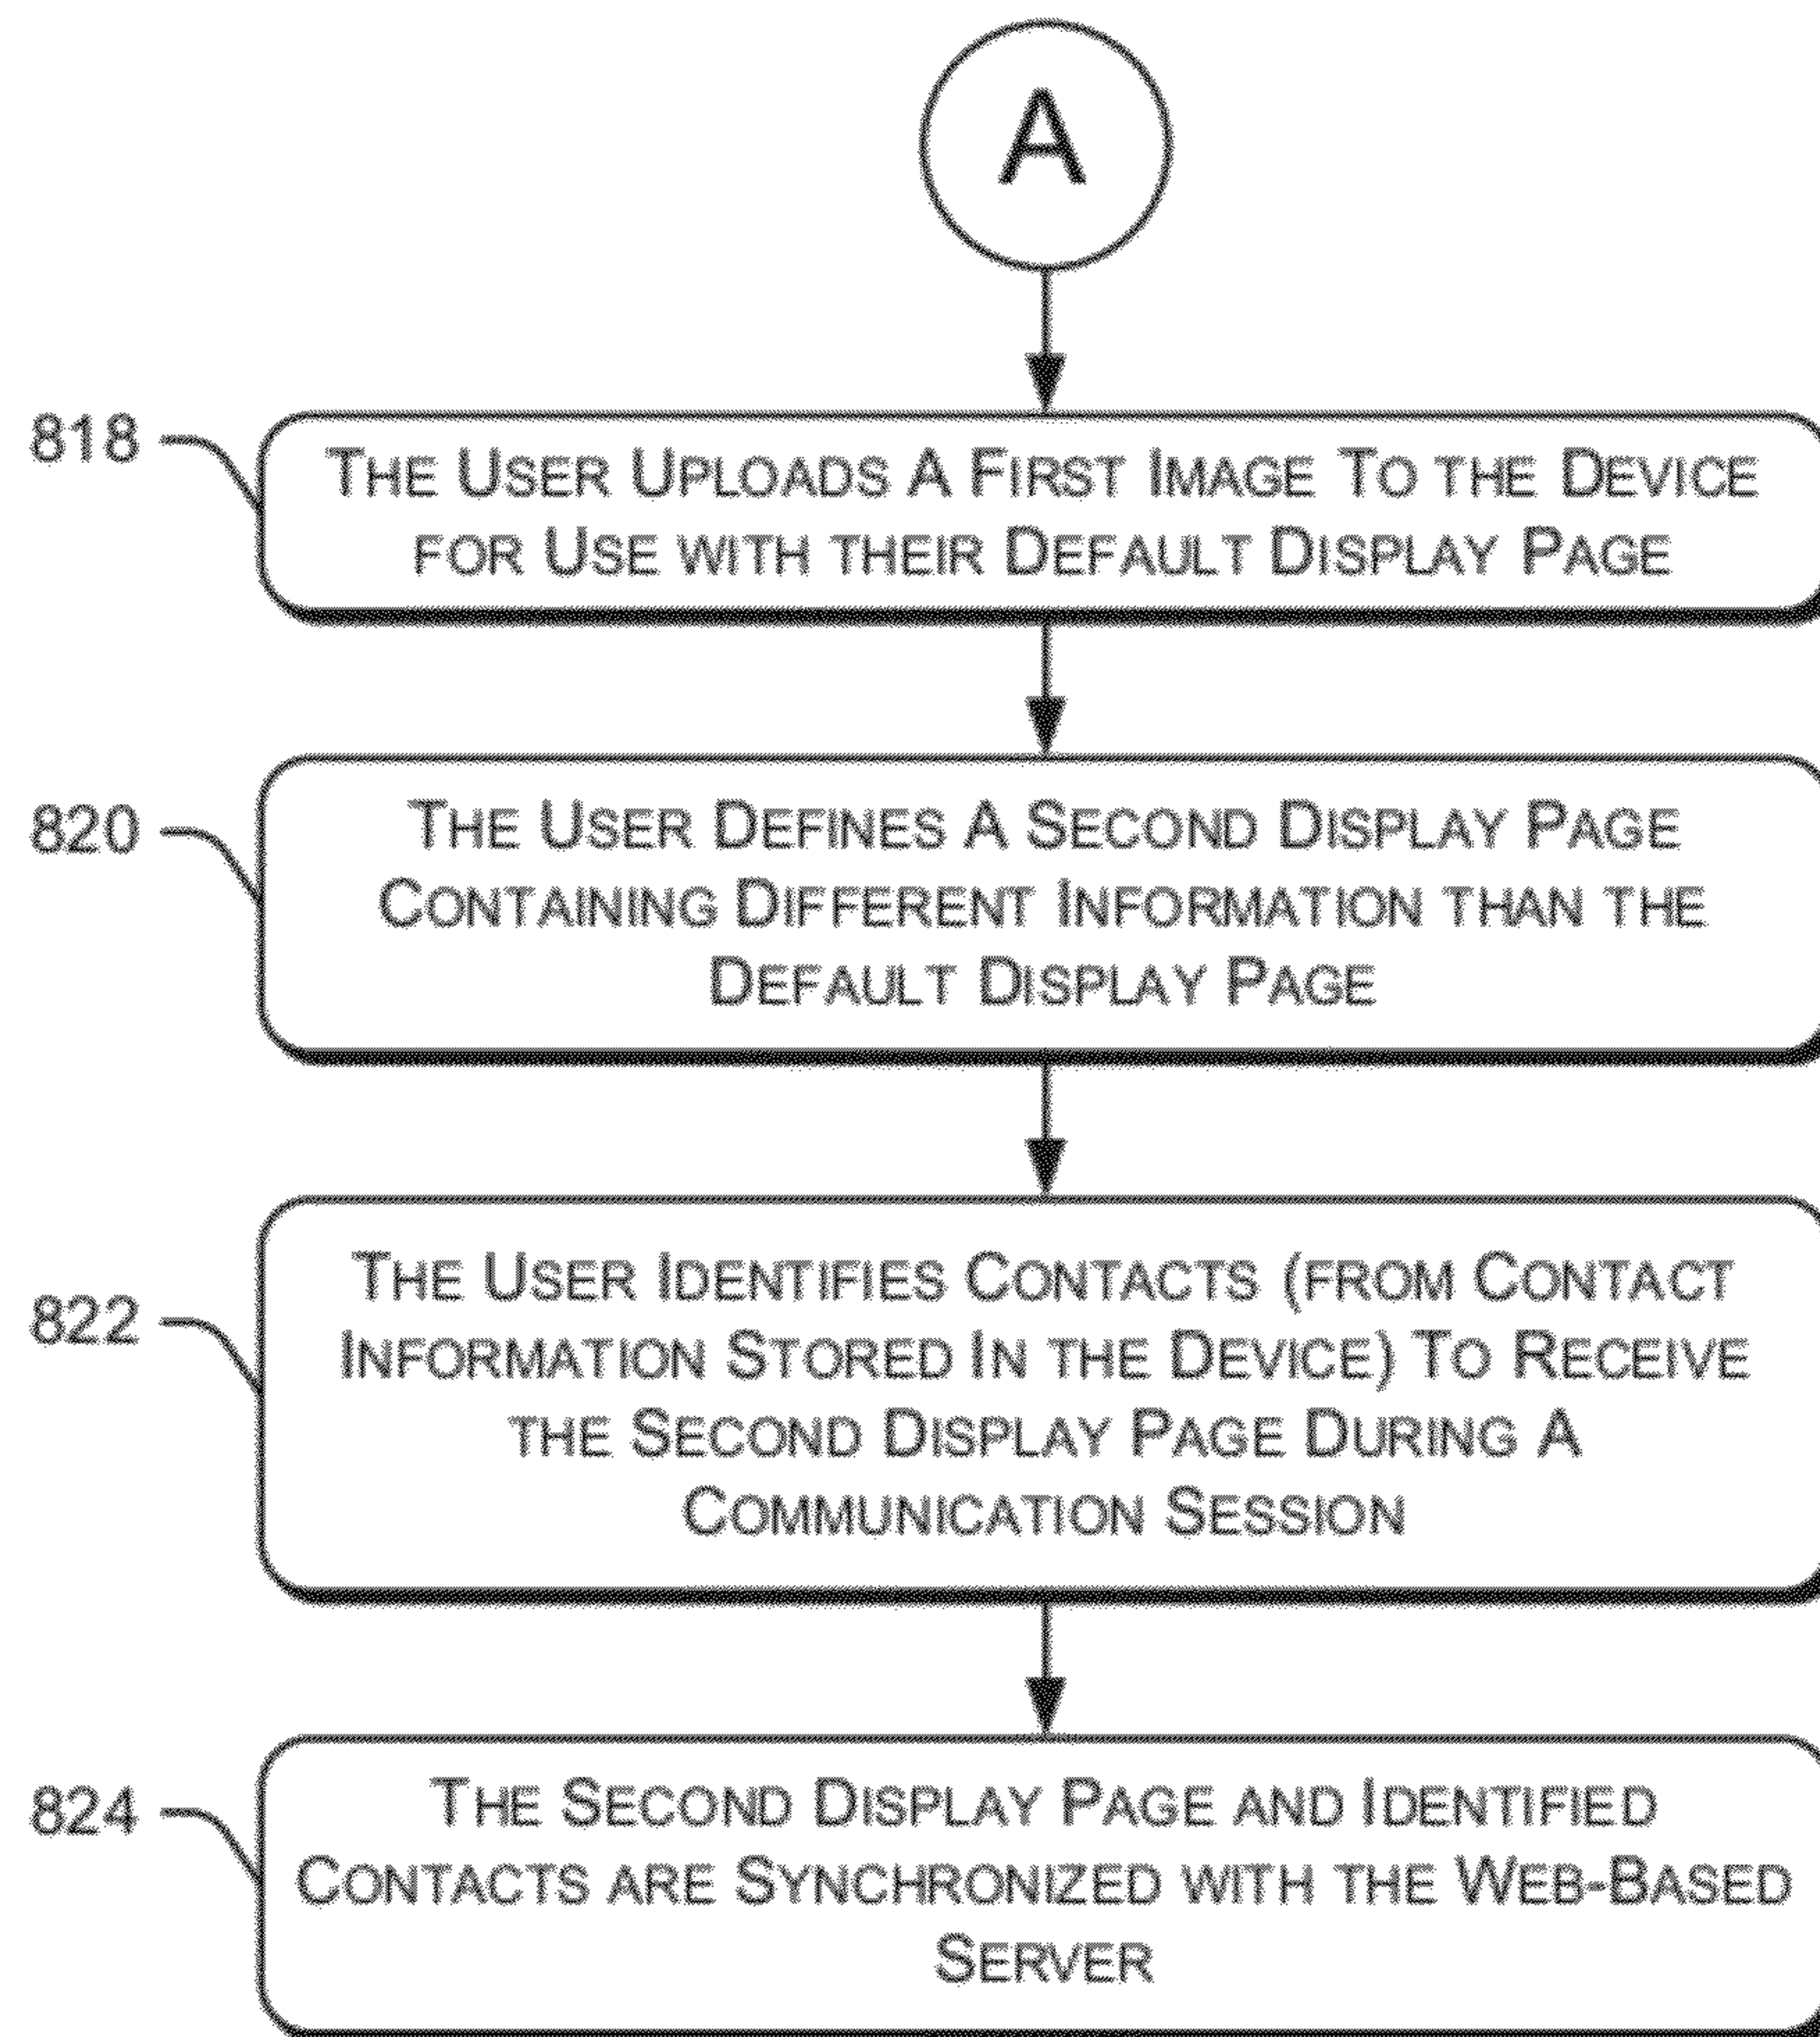 A
818
THE USER UPLOADS A FIRST IMAGE TO THE DEVICE
FOR USE WITH THEIR DEFAULT DISPLAY PAGE
820
THE USER DEFINES A SECOND DISPLAY PAGE
CONTAINING DIFFERENT INFORMATION THAN THE
DEFAULT DISPLAY PAGE
822
THE USER IDENTIFIES CONTACTS (FROM CONTACT
INFORMATION STORED IN THE DEVICE) TO RECEIVE
THE SECOND DISPLAY PAGE DURING A
COMMUNICATION SESSION
824
THE SECOND DISPLAY PAGE AND IDENTIFIED
CONTACTS ARE SYNCHRONIZED WITH THE WEB-BASED
SERVER